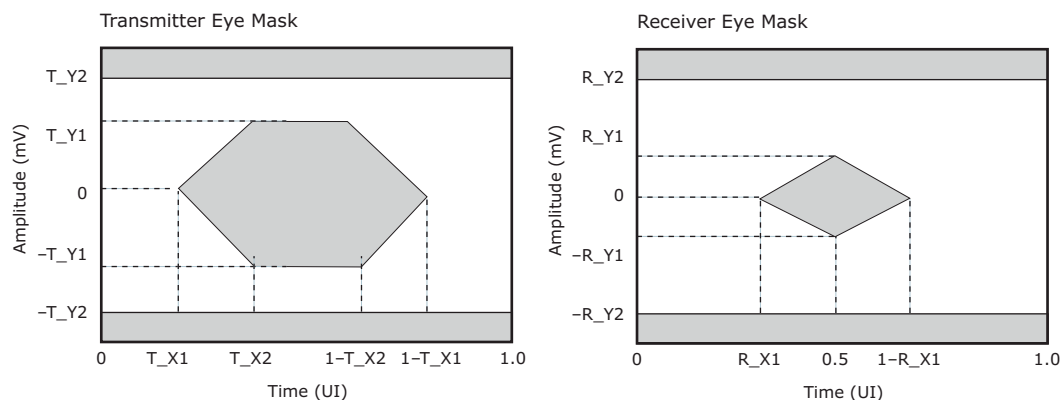 Transmitter Eye Mask
T_Y2
T_Y1
0
–T_Y1
–T_Y2
Amplitude (mV)
0
T_X1
T_X2
1–T_X2
1–T_X1
1.0
Time (UI)
Receiver Eye Mask
R_Y2
R_Y1
0
–R_Y1
–R_Y2
Amplitude (mV)
0
R_X1
0.5
1–R_X1
1.0
Time (UI)